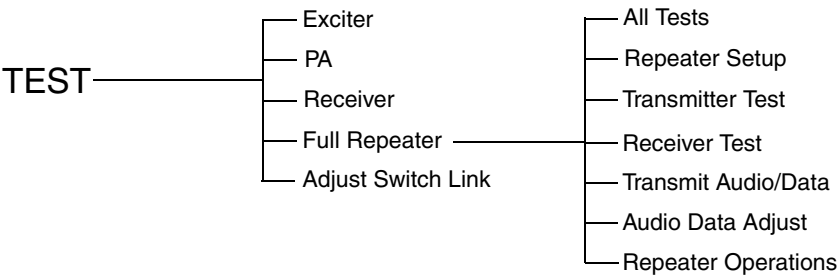 TEST
Exciter
PA
Receiver
Full Repeater
Adjust Switch Link
All Tests
Repeater Setup
Transmitter Test
Receiver Test
Transmit Audio/Data
Audio Data Adjust
Repeater Operations